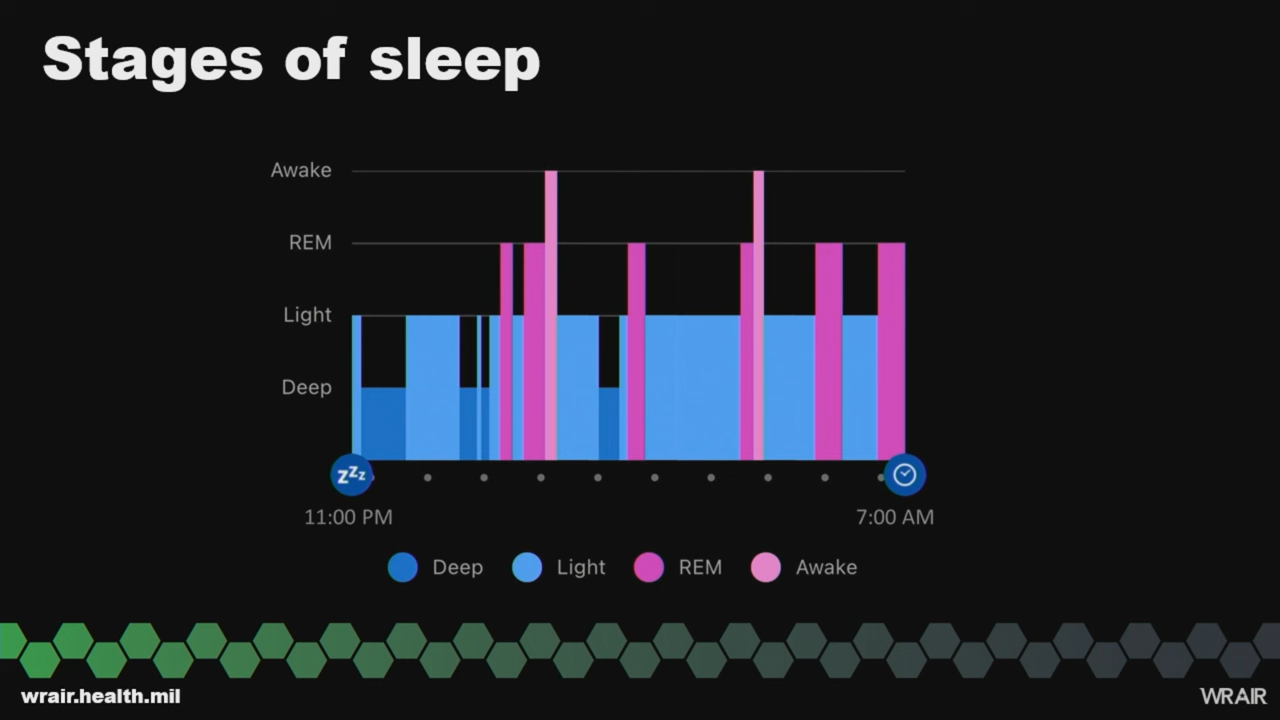 Stages of sleep
Awake
REM
Light
Deep
zzz
11:00 PM 7:00 AM
Deep Light REM Awake
wrair.health.mil WRAIR